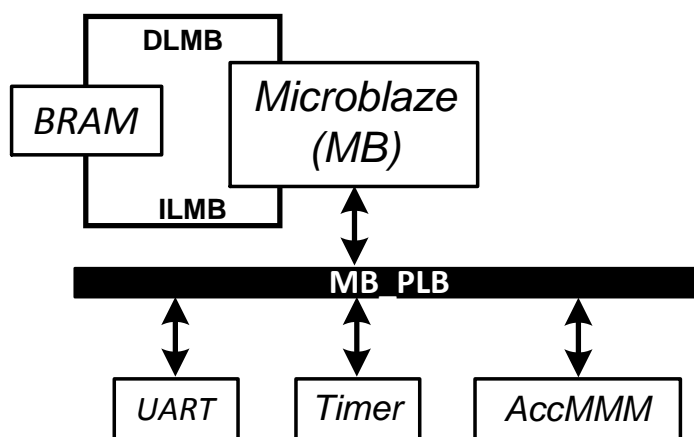 DLMB
BRAM
Microblaze
(MB)
ILMB
MB_PLB
UART
Timer
AccMMM